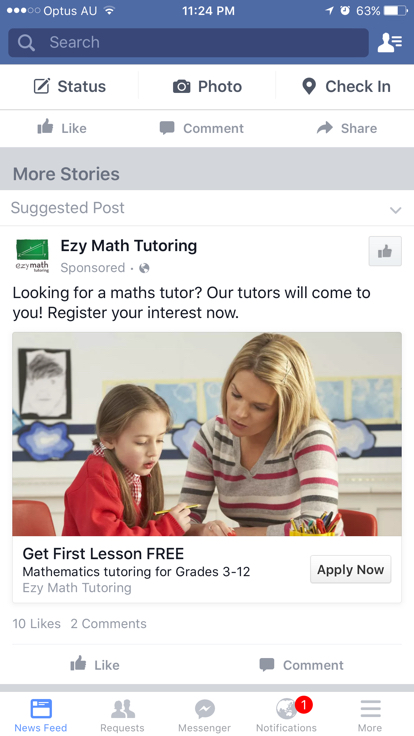 Optus AU 11:24 PM 63%
Search
Status Photo Check In
Like Comment Share
More Stories
Suggested Post
Ezy Math Tutoring
ezymath
tutoring
Sponsored ·
Looking for a maths tutor? Our tutors will come to
you! Register your interest now.
Get First Lesson FREE
Mathematics tutoring for Grades 3-12
Ezy Math Tutoring
Apply Now
10 Likes 2 Comments
Like Comment
1
News Feed Requests Messenger Notifications More